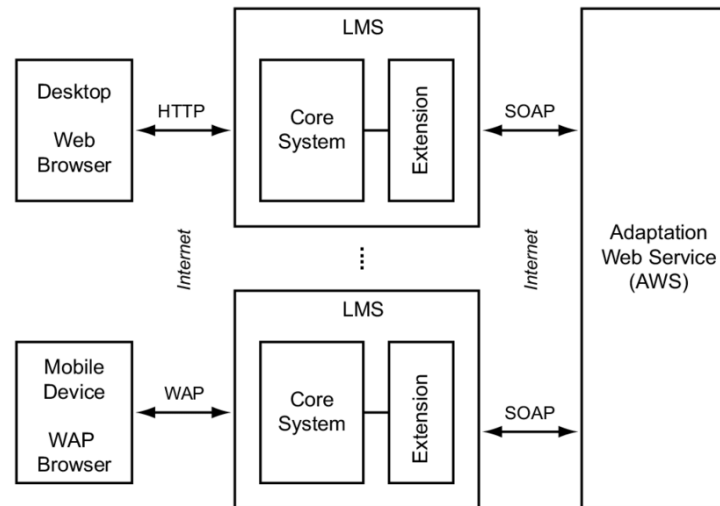 LMS
Desktop
Web
Browser
HTTP
Core
System
Extension
SOAP
Internet
Internet
Adaptation
Web Service
(AWS)
LMS
Mobile
Device
WAP
Browser
WAP
Core
System
Extension
SOAP